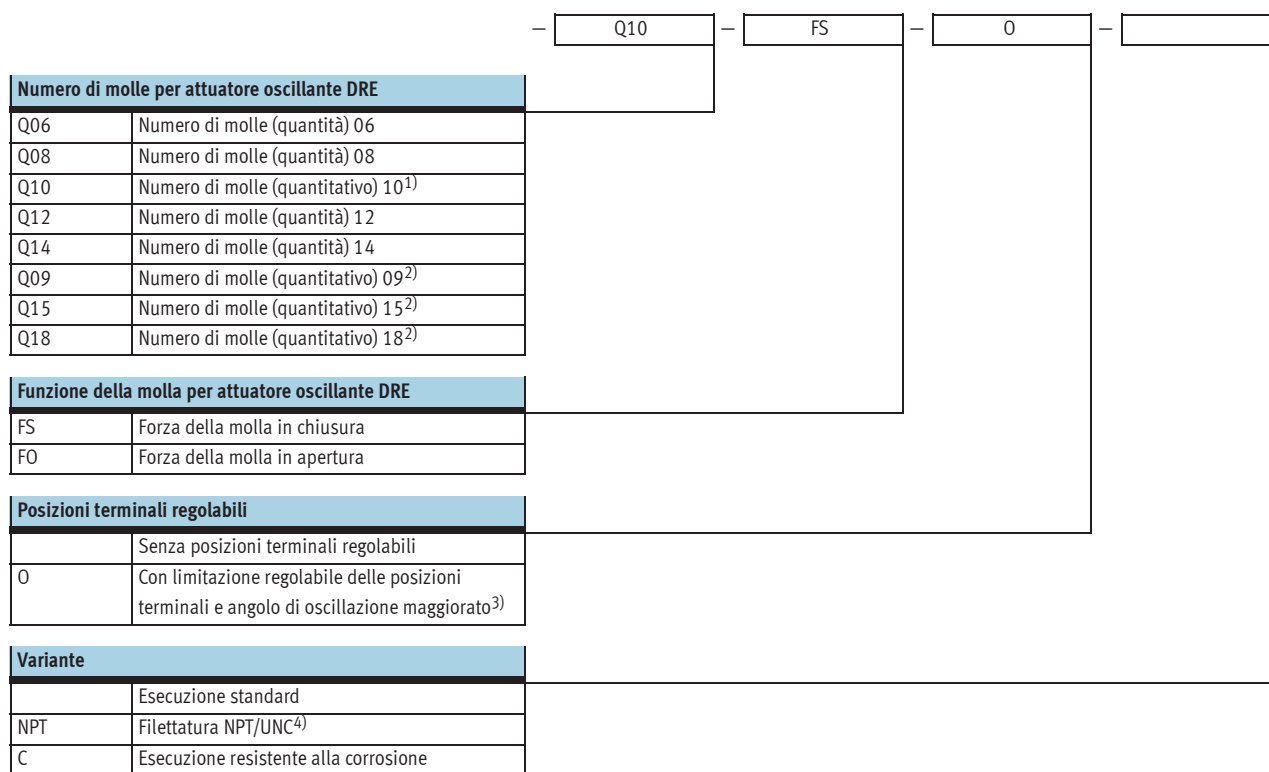 – Q10 – FS – O –
Numero di molle per attuatore oscillante DRE
Q06 Numero di molle (quantità) 06
Q08 Numero di molle (quantità) 08
Q10 Numero di molle (quantitativo) 101)
Q12 Numero di molle (quantità) 12
Q14 Numero di molle (quantità) 14
Q09 Numero di molle (quantitativo) 092)
Q15 Numero di molle (quantitativo) 152)
Q18 Numero di molle (quantitativo) 182)
Funzione della molla per attuatore oscillante DRE
FS Forza della molla in chiusura
FO Forza della molla in apertura
Posizioni terminali regolabili
Senza posizioni terminali regolabili
O Con limitazione regolabile delle posizioni
terminali e angolo di oscillazione maggiorato3)
Variante
Esecuzione standard
NPT Filettatura NPT/UNC4)
C Esecuzione resistente alla corrosione